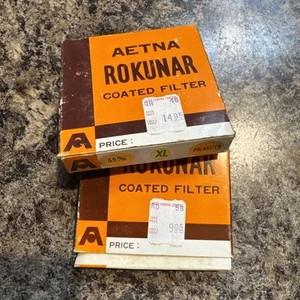 AETNA
ROKUNAR
COATED FILTER
14.95
PRICE :
A
55%
XL
ROKUNAR
COATED FILTER
9.95
A
PRICE :